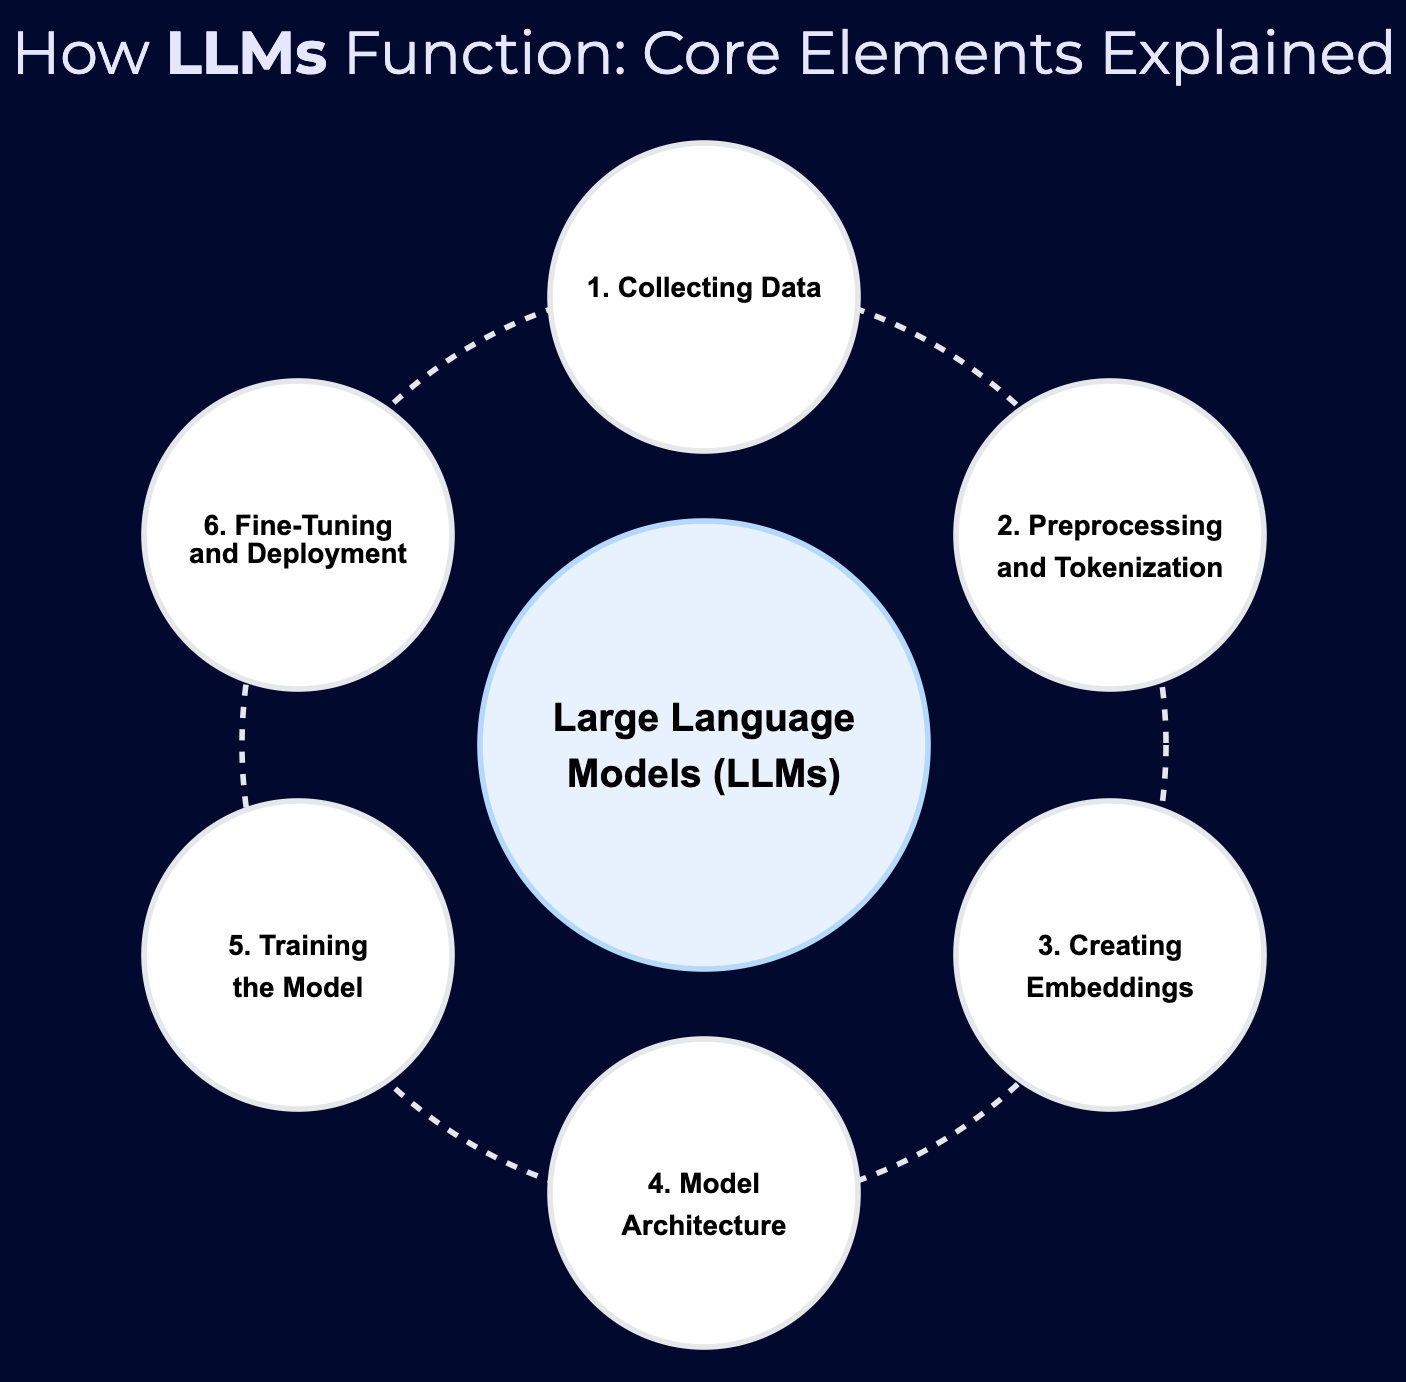 How LLMs Function: Core Elements Explained
1. Collecting Data
2. Preprocessing
and Tokenization
3. Creating
Embeddings
4. Model
Architecture
5. Training
the Model
6. Fine-Tuning
and Deployment
Large Language
Models (LLMs)